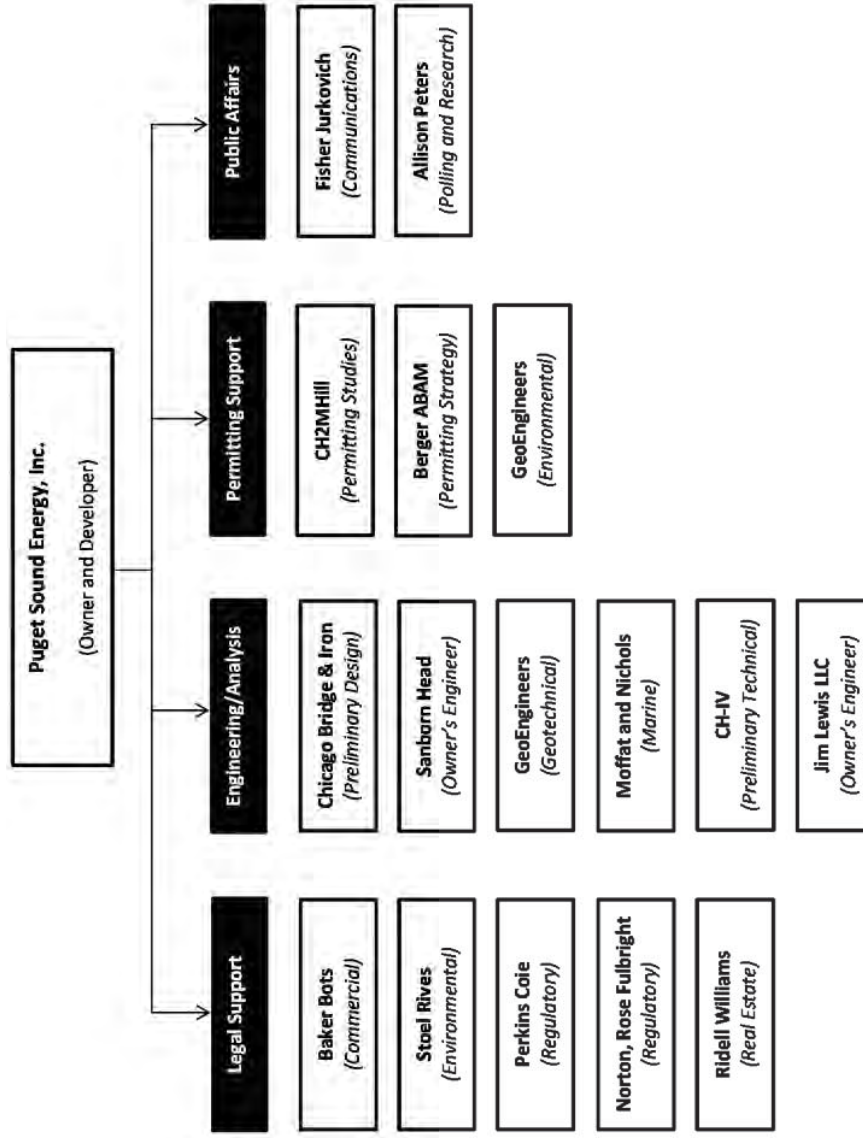 Puget Sound Energy, Inc.
(Owner and Developer)
Legal Support
Baker Bots
(Commercial)
Stoel Rives
(Environmental)
Perkins Coie
(Regulatory)
Norton, Rose Fulbright
(Regulatory)
Ridell Williams
(Real Estate)
Engineering/Analysis
Chicago Bridge & Iron
(Preliminary Design)
Sanborn Head
(Owner's Engineer)
GeoEngineers
(Geotechnical)
Moffat and Nichols
(Marine)
CH-IV
(Preliminary Technical)
Jim Lewis LLC
(Owner's Engineer)
Permitting Support
CH2MHill
(Permitting Studies)
Berger ABAM
(Permitting Strategy)
GeoEngineers
(Environmental)
Public Affairs
Fisher Jurkovich
(Communications)
Allison Peters
(Polling and Research)